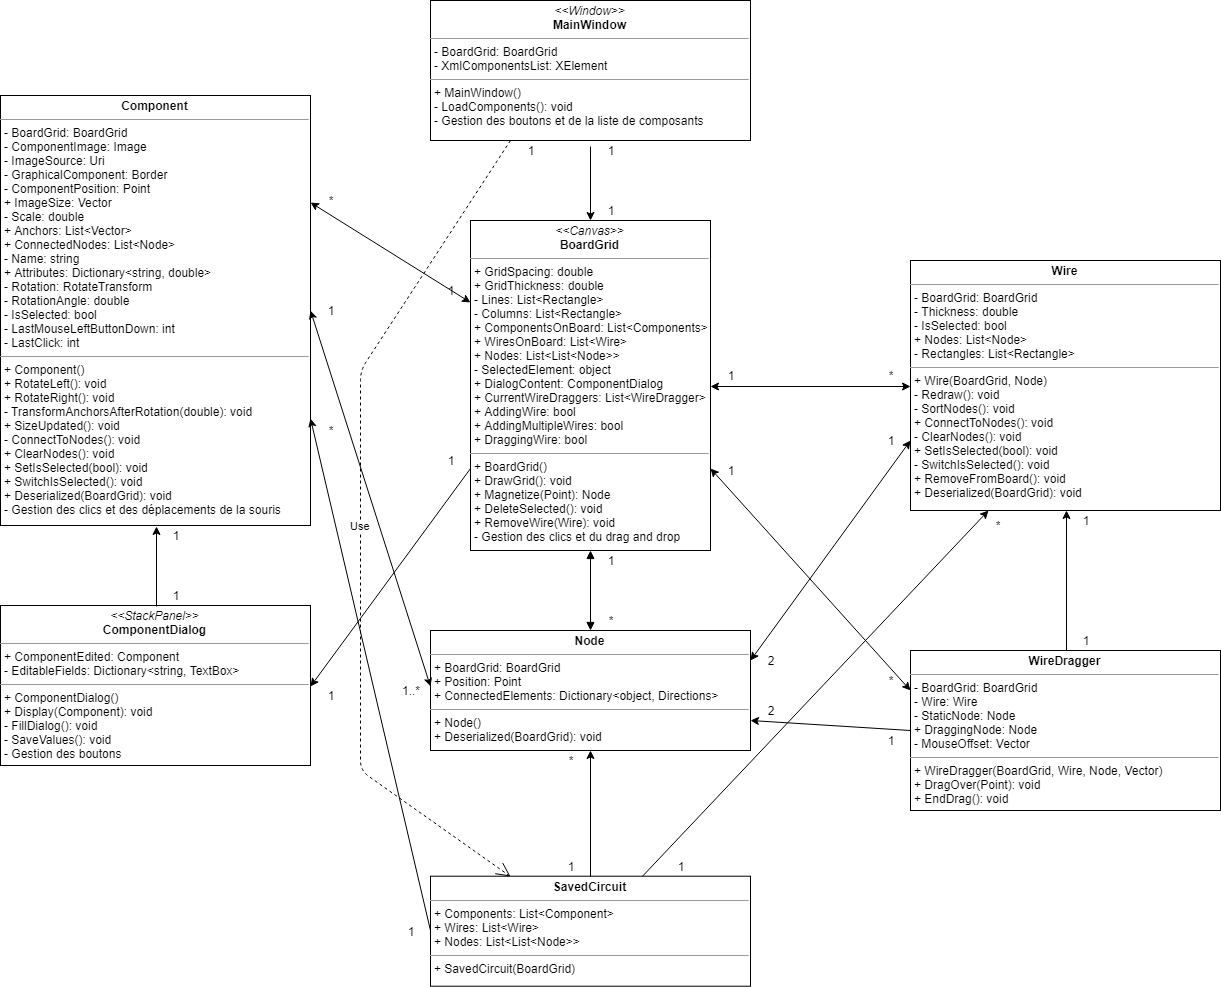 <<Window>>
MainWindow
- BoardGrid: BoardGrid
- XmlComponentsList: XElement
+ MainWindow()
- LoadComponents(): void
- Gestion des boutons et de la liste de composants
1
1
1
Component
- BoardGrid: BoardGrid
- ComponentImage: Image
- ImageSource: Uri
- GraphicalComponent: Border
- ComponentPosition: Point
+ ImageSize: Vector
- Scale: double
+ Anchors: List<Vector>
+ ConnectedNodes: List<Node>
- Name: string
+ Attributes: Dictionary<string, double>
- Rotation: RotateTransform
- RotationAngle: double
- IsSelected: bool
- LastMouseLeftButtonDown: int
- LastClick: int
+ Component()
+ RotateLeft(): void
+ RotateRight(): void
- TransformAnchorsAfterRotation(double): void
+ SizeUpdated(): void
- ConnectToNodes(): void
+ ClearNodes(): void
+ SetIsSelected(bool): void
+ SwitchIsSelected(): void
+ Deserialized(BoardGrid): void
- Gestion des clics et des déplacements de la souris
*
1
1
*
1
<<Canvas>>
BoardGrid
+ GridSpacing: double
+ GridThickness: double
- Lines: List<Rectangle>
- Columns: List<Rectangle>
+ ComponentsOnBoard: List<Components>
+ WiresOnBoard: List<Wire>
+ Nodes: List<List<Node>>
- SelectedElement: object
+ DialogContent: ComponentDialog
+ CurrentWireDraggers: List<WireDragger>
+ AddingWire: bool
+ AddingMultipleWires: bool
+ DraggingWire: bool
+ BoardGrid()
+ DrawGrid(): void
+ Magnetize(Point): Node
+ DeleteSelected(): void
+ RemoveWire(Wire): void
- Gestion des clics et du drag and drop
1
1
1
1
*
Wire
- BoardGrid: BoardGrid
- Thickness: double
- IsSelected: bool
+ Nodes: List<Node>
- Rectangles: List<Rectangle>
+ Wire(BoardGrid, Node)
- Redraw(): void
- SortNodes(): void
+ ConnectToNodes(): void
- ClearNodes(): void
+ SetIsSelected(bool): void
- SwitchIsSelected(): void
+ RemoveFromBoard(): void
+ Deserialized(BoardGrid): void
*
1
*
1
Use
1
<<StackPanel>>
ComponentDialog
+ ComponentEdited: Component
- EditableFields: Dictionary<string, TextBox>
+ ComponentDialog()
+ Display(Component): void
- FillDialog(): void
- SaveValues(): void
- Gestion des boutons
1
1..*
Node
+ BoardGrid: BoardGrid
+ Position: Point
+ ConnectedElements: Dictionary<object, Directions>
+ Node()
+ Deserialized(BoardGrid): void
2
2
*
1
*
1
WireDragger
- BoardGrid: BoardGrid
- Wire: Wire
- StaticNode: Node
+ DraggingNode: Node
- MouseOffset: Vector
+ WireDragger(BoardGrid, Wire, Node, Vector)
+ DragOver(Point): void
+ EndDrag(): void
1
1
1
SavedCircuit
+ Components: List<Component>
+ Wires: List<Wire>
+ Nodes: List<List<Node>>
+ SavedCircuit(BoardGrid)